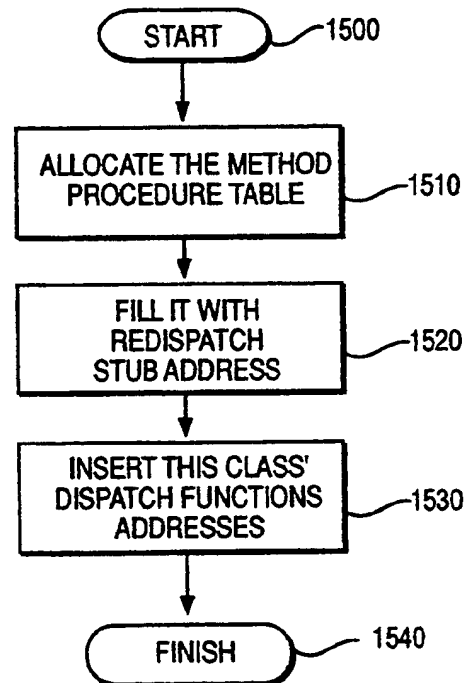 START
1500
ALLOCATE THE METHOD
PROCEDURE TABLE
1510
FILL IT WITH
REDISPATCH
STUB ADDRESS
1520
INSERT THIS CLASS'
DISPATCH FUNCTIONS
ADDRESSES
1530
FINISH
1540